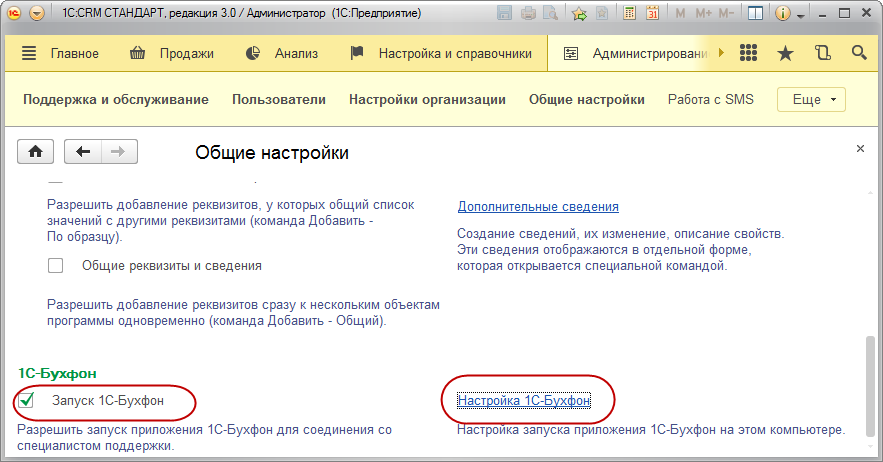 1С:CRM СТАНДАРТ, редакция 3.0 / Администратор (1С:Предприятие)
M M+ M-
Главное Продажи Анализ Настройка и справочники Администрировани
Поддержка и обслуживание Пользователи Настройки организации Общие настройки Работа с SMS Еще
Общие настройки
Разрешить добавление реквизитов, у которых общий список
значений с другими реквизитами (команда Добавить -
По образцу).
Общие реквизиты и сведения
Разрешить добавление реквизитов сразу к нескольким объектам
программы одновременно (команда Добавить - Общий).
Дополнительные сведения
Создание сведений, их изменение, описание свойств.
Эти сведения отображаются в отдельной форме,
которая открывается специальной командой.
1С-Бухфон
Запуск 1С-Бухфон
Разрешить запуск приложения 1С-Бухфон для соединения со
специалистом поддержки.
Настройка 1С-Бухфон
Настройка запуска приложения 1С-Бухфон на этом компьютере.